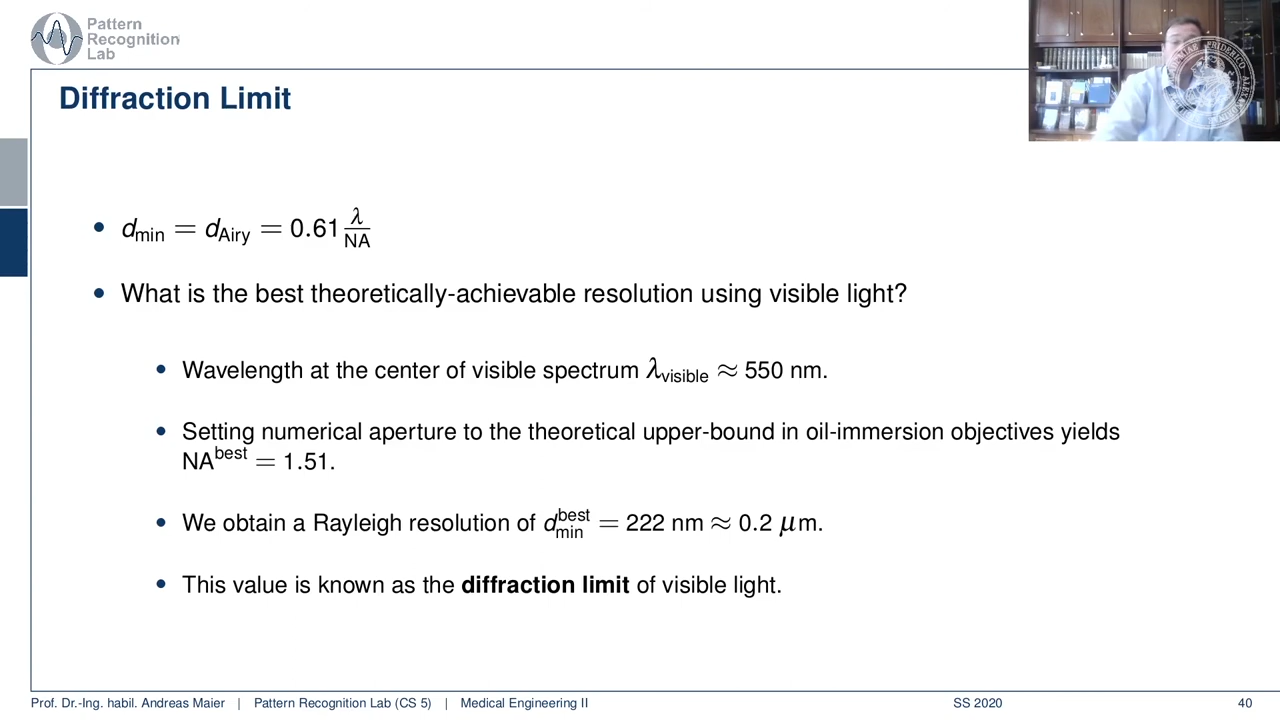 Pattern
Recognition
Lab
Diffraction Limit
• d_min = d_Airy = 0.61 λ/NA
• What is the best theoretically-achievable resolution using visible light?
• Wavelength at the center of visible spectrum λ_visible ≈ 550 nm.
• Setting numerical aperture to the theoretical upper-bound in oil-immersion objectives yields
NA^best = 1.51.
• We obtain a Rayleigh resolution of d_min^best = 222 nm ≈ 0.2 μm.
• This value is known as the diffraction limit of visible light.
Prof. Dr.-Ing. habil. Andreas Maier | Pattern Recognition Lab (CS 5) | Medical Engineering II SS 2020 40